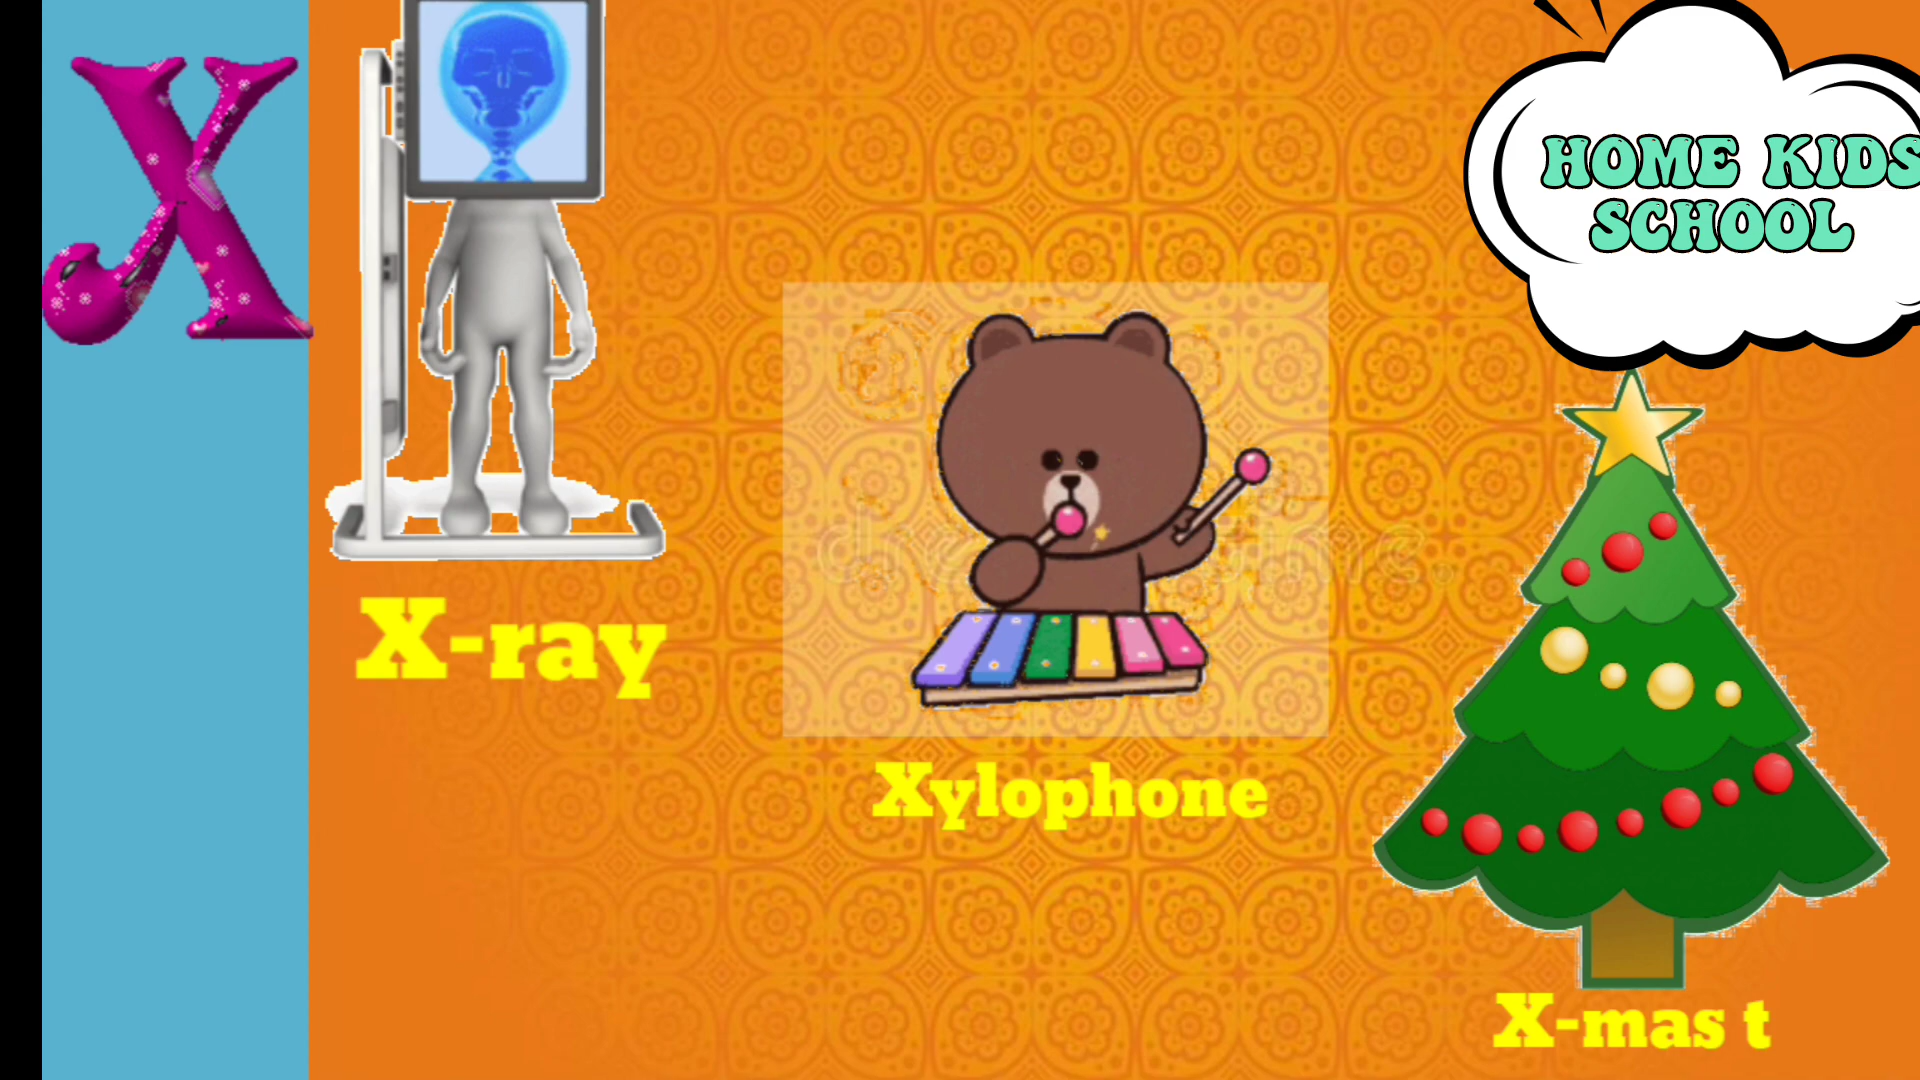 X
HOME KIDS
SCHOOL
X-ray
Xylophone
X-mas t